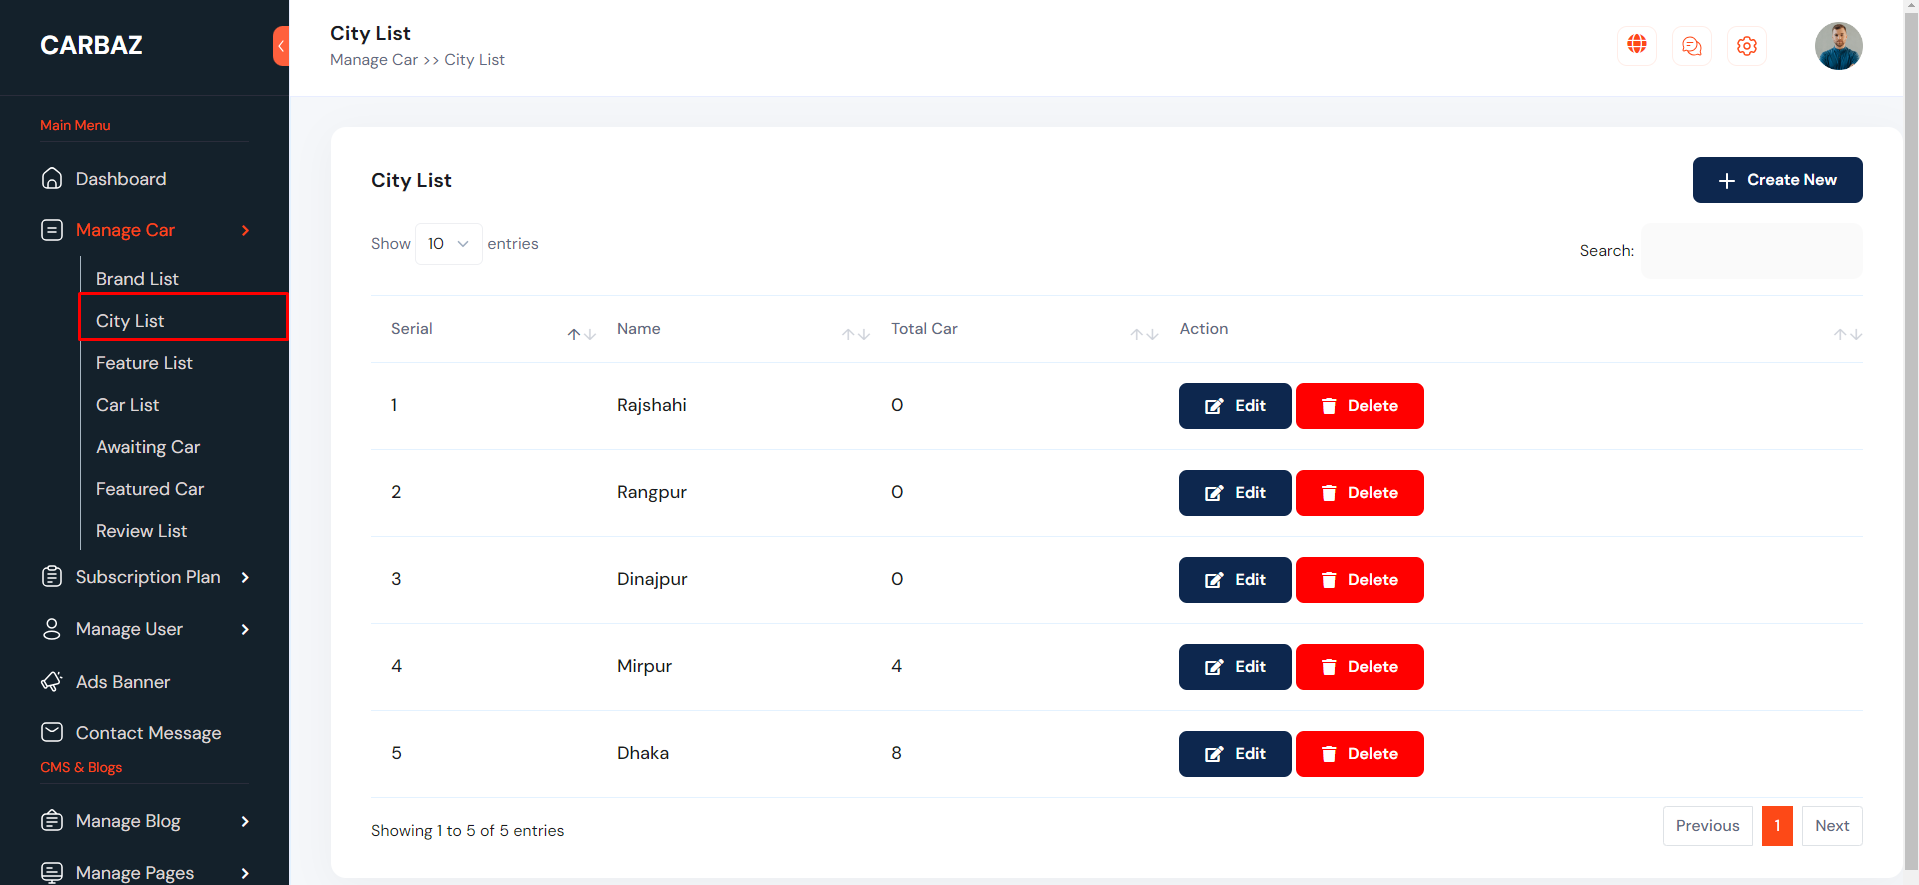 CARBAZ
Main Menu
Dashboard
Manage Car
Brand List
City List
Feature List
Car List
Awaiting Car
Featured Car
Review List
Subscription Plan
Manage User
Ads Banner
Contact Message
CMS & Blogs
Manage Blog
Manage Pages
City List
Manage Car >> City List
City List
Create New
Show 10 entries
Search:
Serial Name Total Car Action
1 Rajshahi 0 Edit Delete
2 Rangpur 0 Edit Delete
3 Dinajpur 0 Edit Delete
4 Mirpur 4 Edit Delete
5 Dhaka 8 Edit Delete
Showing 1 to 5 of 5 entries
Previous 1 Next